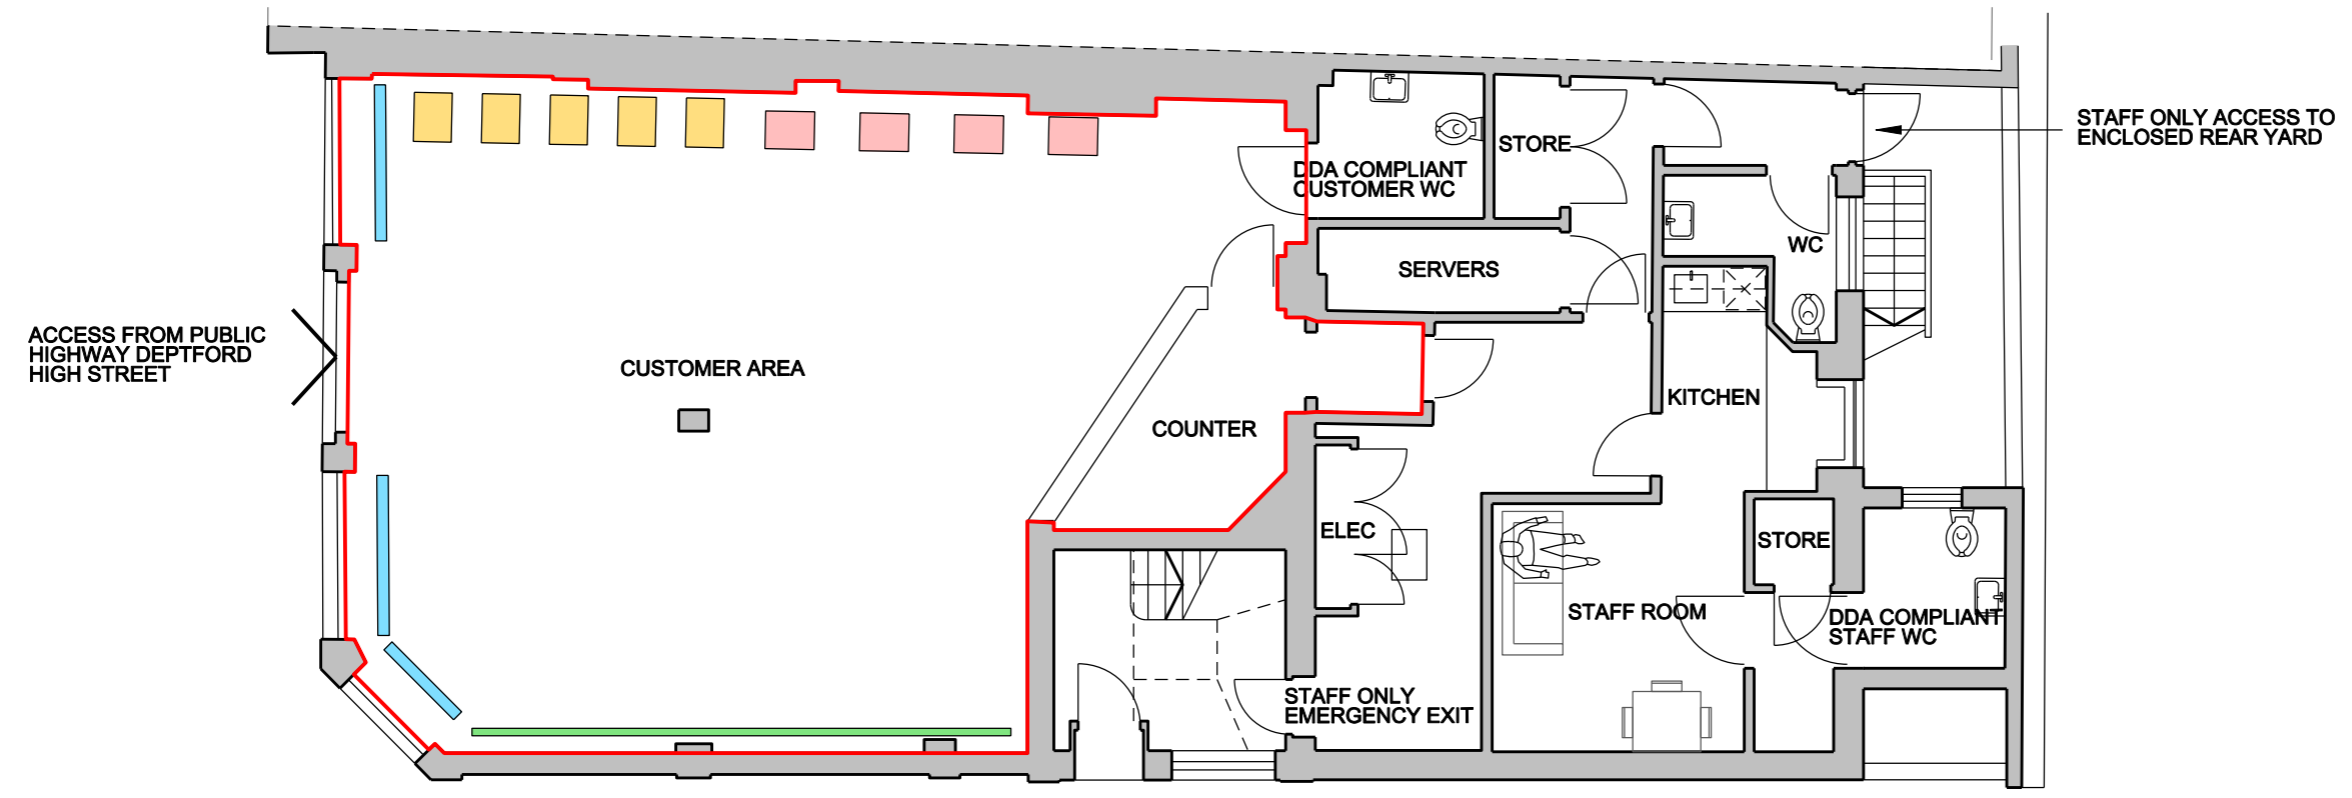 STAFF ONLY ACCESS TO
ENCLOSED REAR YARD
STORE
DDA COMPLIANT
CUSTOMER WC
WC
SERVERS
ACCESS FROM PUBLIC
HIGHWAY DEPTFORD
HIGH STREET
CUSTOMER AREA
KITCHEN
COUNTER
ELEC
STORE
STAFF ROOM
DDA COMPLIANT
STAFF WC
STAFF ONLY
EMERGENCY EXIT